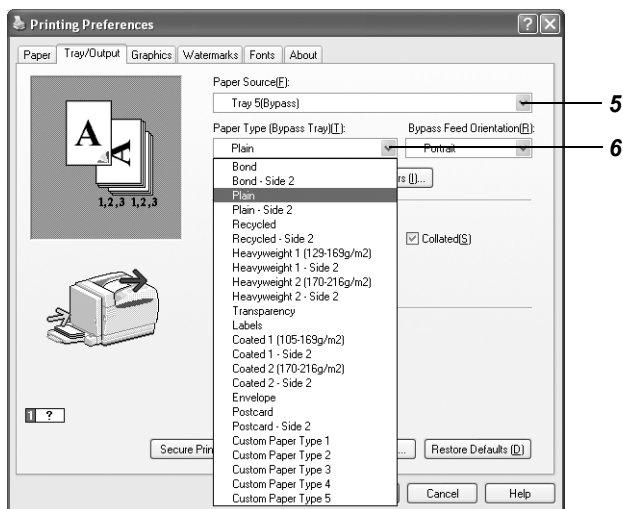 Printing Preferences
Paper Tray/Output Graphics Watermarks Fonts About
Paper Source(F):
Tray 5(Bypass)
5
Paper Type (Bypass Tray)(T): Bypass Feed Orientation(R):
Plain Portrait
6
A A
1,2,3 1,2,3
Bond
Bond - Side 2
Plain
Plain - Side 2
Recycled
Recycled - Side 2
Heavyweight 1 (129-169g/m2)
Heavyweight 1 - Side 2
Heavyweight 2 (170-216g/m2)
Heavyweight 2 - Side 2
Transparency
Labels
Coated 1 (105-169g/m2)
Coated 1 - Side 2
Coated 2 (170-216g/m2)
Coated 2 - Side 2
Envelope
Postcard
Postcard - Side 2
Custom Paper Type 1
Custom Paper Type 2
Custom Paper Type 3
Custom Paper Type 4
Custom Paper Type 5
rs (I)...
Collated(S)
1 ?
Secure Prin ... Restore Defaults (D)
Cancel Help